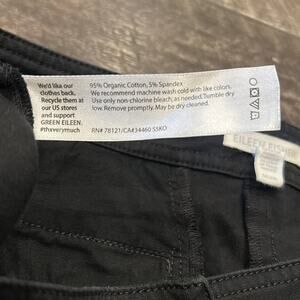 We'd like our
clothes back.
Recycle them at
our US stores
and support
GREEN EILEEN.
#thxverymuch
95% Organic Cotton, 5% Spandex
We recommend machine wash cold with like colors.
Use only non-chlorine bleach, as needed. Tumble dry
low. Remove promptly. May be dry cleaned.
RN# 78121/CA#34460 SSKO
EILEEN FISHER